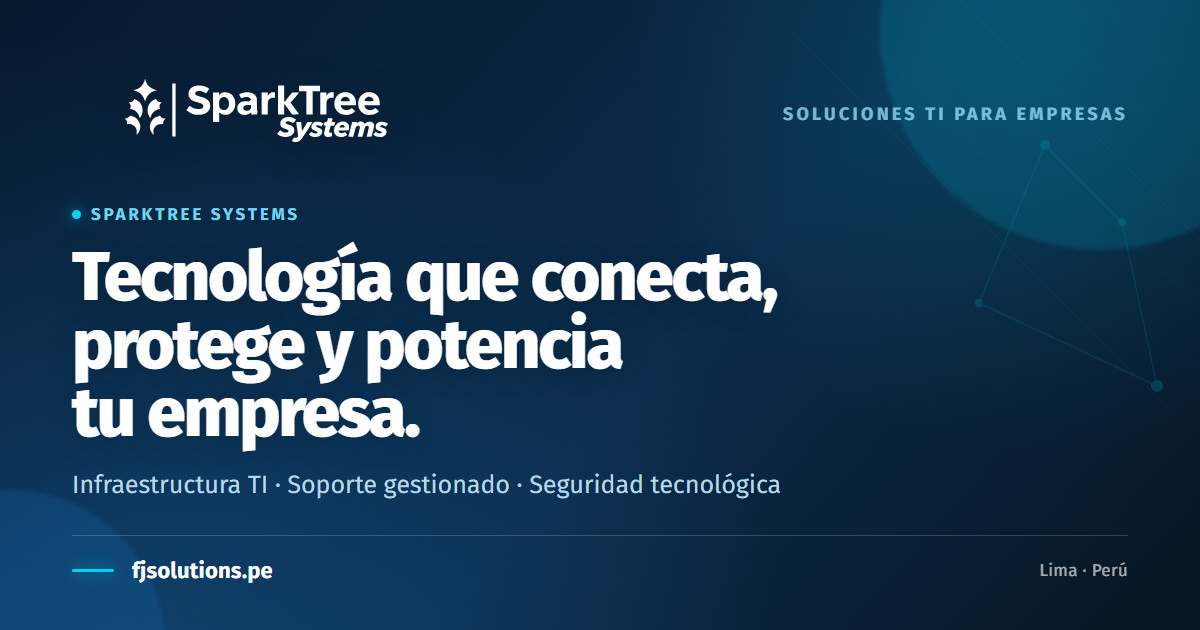 SparkTree
Systems
SOLUCIONES TI PARA EMPRESAS
SPARKTREE SYSTEMS
Tecnología que conecta,
protege y potencia
tu empresa.
Infraestructura TI · Soporte gestionado · Seguridad tecnológica
fjsolutions.pe
Lima · Perú